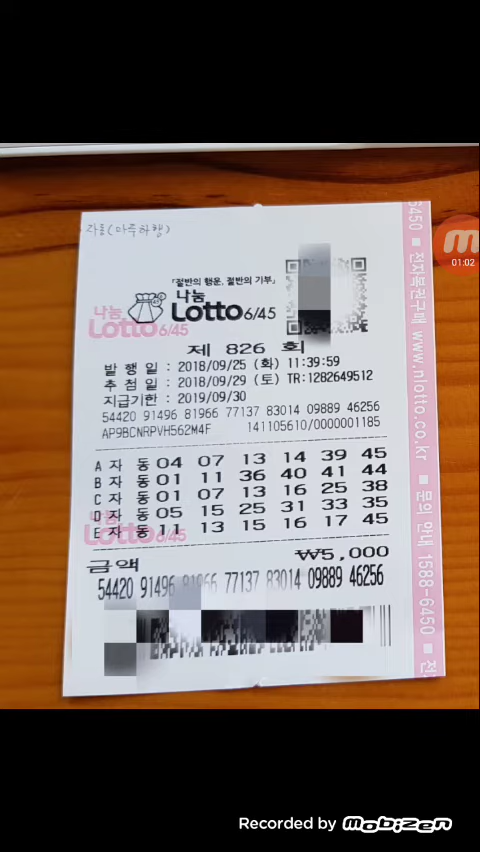 자동(마주하행)
「절반의 행운, 절반의 기부」
나눔
Lotto 6/45
Lotto 6/45
제 826 회
발 행 일 : 2018/09/25 (화) 11:39:59
추 첨 일 : 2018/09/29 (토) TR:1282649512
지급기한 : 2019/09/30
54420 91496 81966 77137 83014 09889 46256
AP9BCNRPVH562M4F 141105610/0000001185
A 자 동 04 07 13 14 39 45
B 자 동 01 11 36 40 41 44
C 자 동 01 07 13 16 25 38
D 자 동 05 15 25 31 33 35
E 자 동 11 13 15 16 17 45
나눔
Lotto 6/45
금액 ₩5,000
54420 91496 81966 77137 83014 09889 46256
6450 ■ 전자복권구매 www.nlotto.co.kr ■ 문의 안내 1588-6450 ■ 전
01:02
Recorded by Mobizen